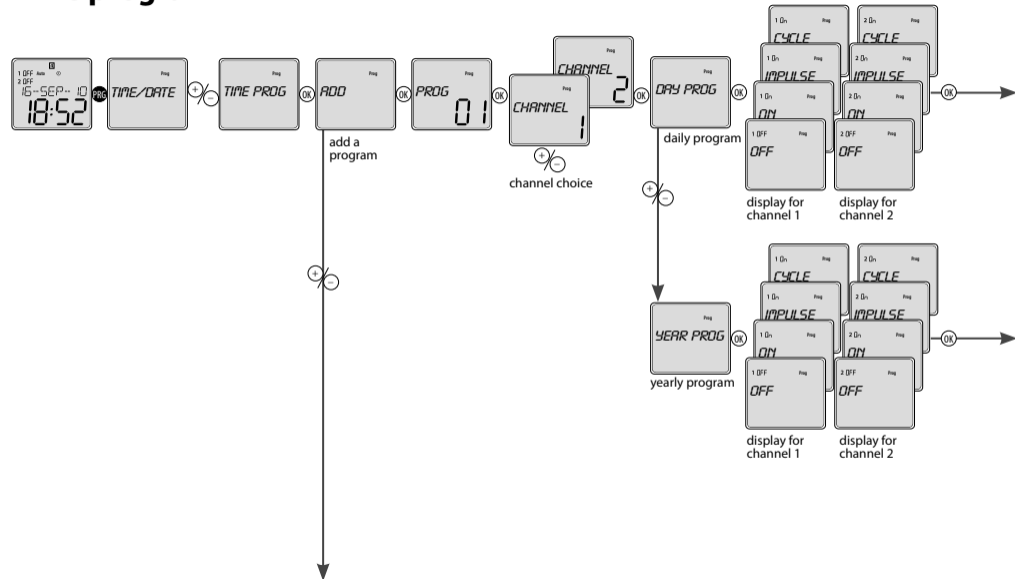 1 OFF Auto
2 OFF
16-SEP- 10
18:52
PRG
Prog
TIME/DATE
+/−
Prog
TIME PROG
OK
Prog
ADD
add a
program
OK
Prog
PROG
01
OK
Prog
CHANNEL
1
Prog
CHANNEL
2
+/−
channel choice
OK
Prog
DAY PROG
daily program
OK
1 On Prog
CYCLE
1 On Prog
IMPULSE
1 On Prog
ON
1 OFF Prog
OFF
display for
channel 1
2 On Prog
CYCLE
2 On Prog
IMPULSE
2 On Prog
ON
2 OFF Prog
OFF
display for
channel 2
OK
+/−
+/−
Prog
YEAR PROG
yearly program
OK
1 On Prog
CYCLE
1 On Prog
IMPULSE
1 On Prog
ON
1 OFF Prog
OFF
display for
channel 1
2 On Prog
CYCLE
2 On Prog
IMPULSE
2 On Prog
ON
2 OFF Prog
OFF
display for
channel 2
OK